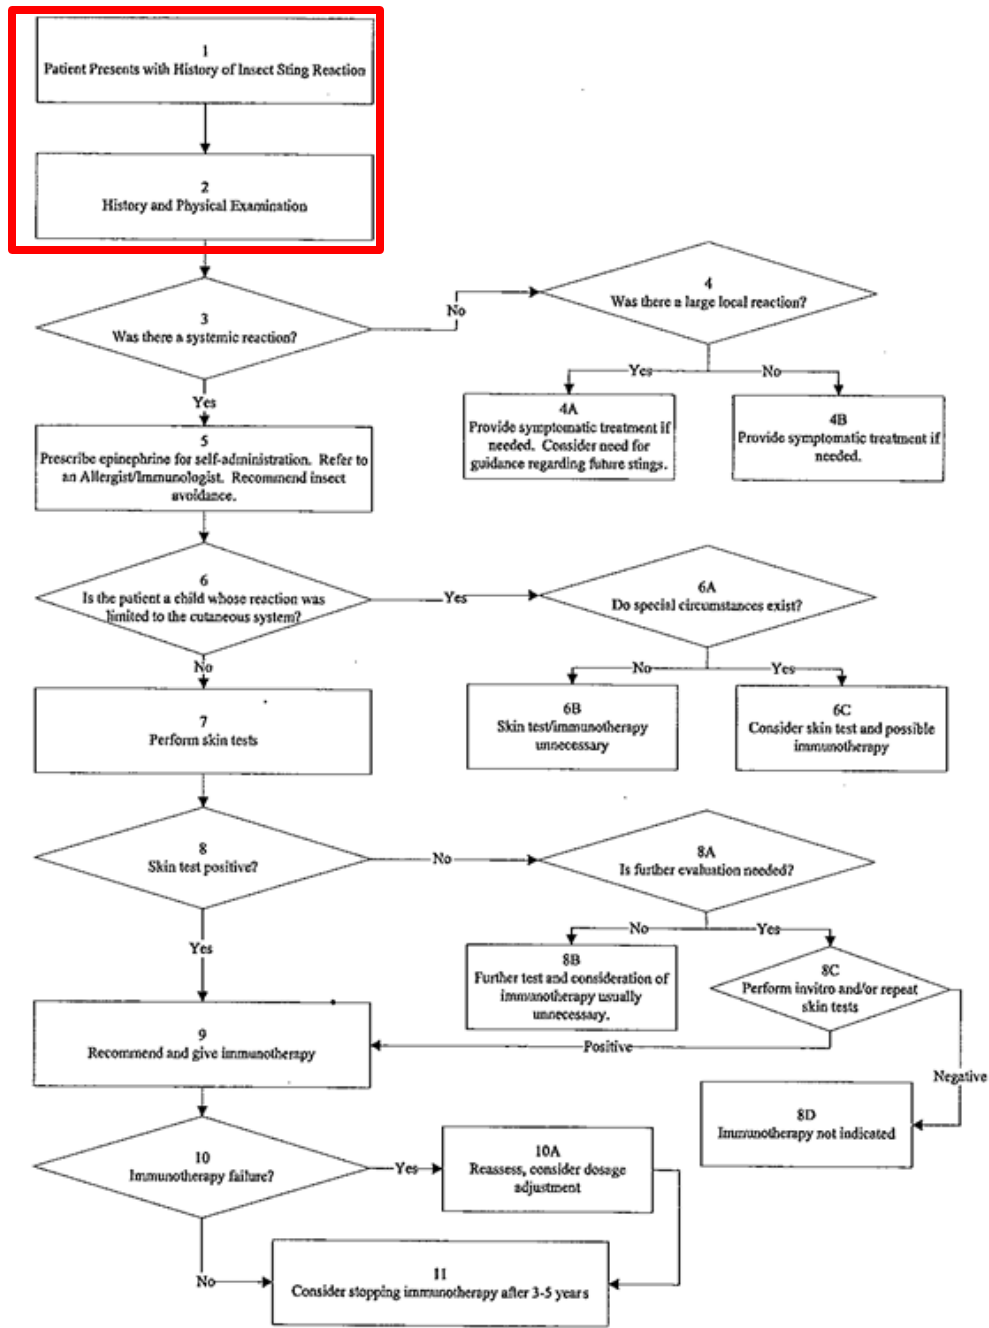 1
Patient Presents with History of Insect Sting Reaction
2
History and Physical Examination
3
Was there a systemic reaction?
No
4
Was there a large local reaction?
Yes
No
4A
Provide symptomatic treatment if
needed. Consider need for
guidance regarding future stings.
4B
Provide symptomatic treatment if
needed.
Yes
5
Prescribe epinephrine for self-administration. Refer to
an Allergist/Immunologist. Recommend insect
avoidance.
6
Is the patient a child whose reaction was
limited to the cutaneous system?
Yes
6A
Do special circumstances exist?
No
Yes
6B
Skin test/immunotherapy
unnecessary
6C
Consider skin test and possible
immunotherapy
No
7
Perform skin tests
8
Skin test positive?
No
8A
Is further evaluation needed?
No
Yes
8B
Further test and consideration of
immunotherapy usually
unnecessary.
8C
Perform invitro and/or repeat
skin tests
Yes
Positive
Negative
8D
Immunotherapy not indicated
9
Recommend and give immunotherapy
10
Immunotherapy failure?
Yes
10A
Reassess, consider dosage
adjustment
No
11
Consider stopping immunotherapy after 3-5 years